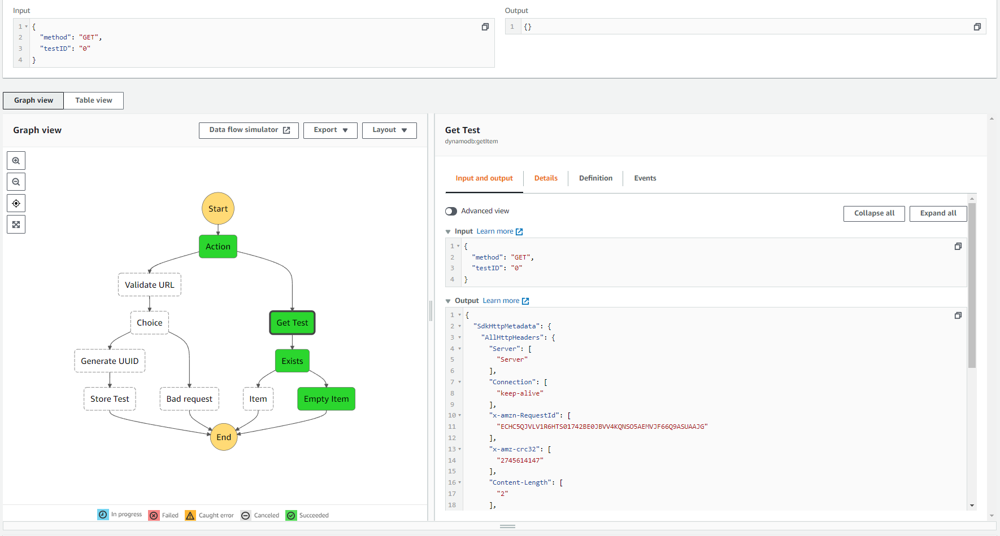 Input
1 {
2 "method": "GET",
3 "testID": "0"
4 }
Output
1 {}
Graph view
Table view
Graph view
Data flow simulator
Export
Layout
Start
Action
Validate URL
Choice
Get Test
Generate UUID
Exists
Store Test
Bad request
Item
Empty Item
End
In progress
Failed
Caught error
Canceled
Succeeded
Get Test
dynamodb:getItem
Input and output
Details
Definition
Events
Advanced view
Collapse all
Expand all
Input Learn more
1 {
2 "method": "GET",
3 "testID": "0"
4 }
Output Learn more
1 {
2 "SdkHttpMetadata": {
3 "AllHttpHeaders": {
4 "Server": [
5 "Server"
6 ],
7 "Connection": [
8 "keep-alive"
9 ],
10 "x-amzn-RequestId": [
11 "ECHC5QJVLV1R6HTS01742BE0JBVV4KQNSO5AEMVJF66Q9ASUAAJG"
12 ],
13 "x-amz-crc32": [
14 "2745614147"
15 ],
16 "Content-Length": [
17 "2"
18 ],